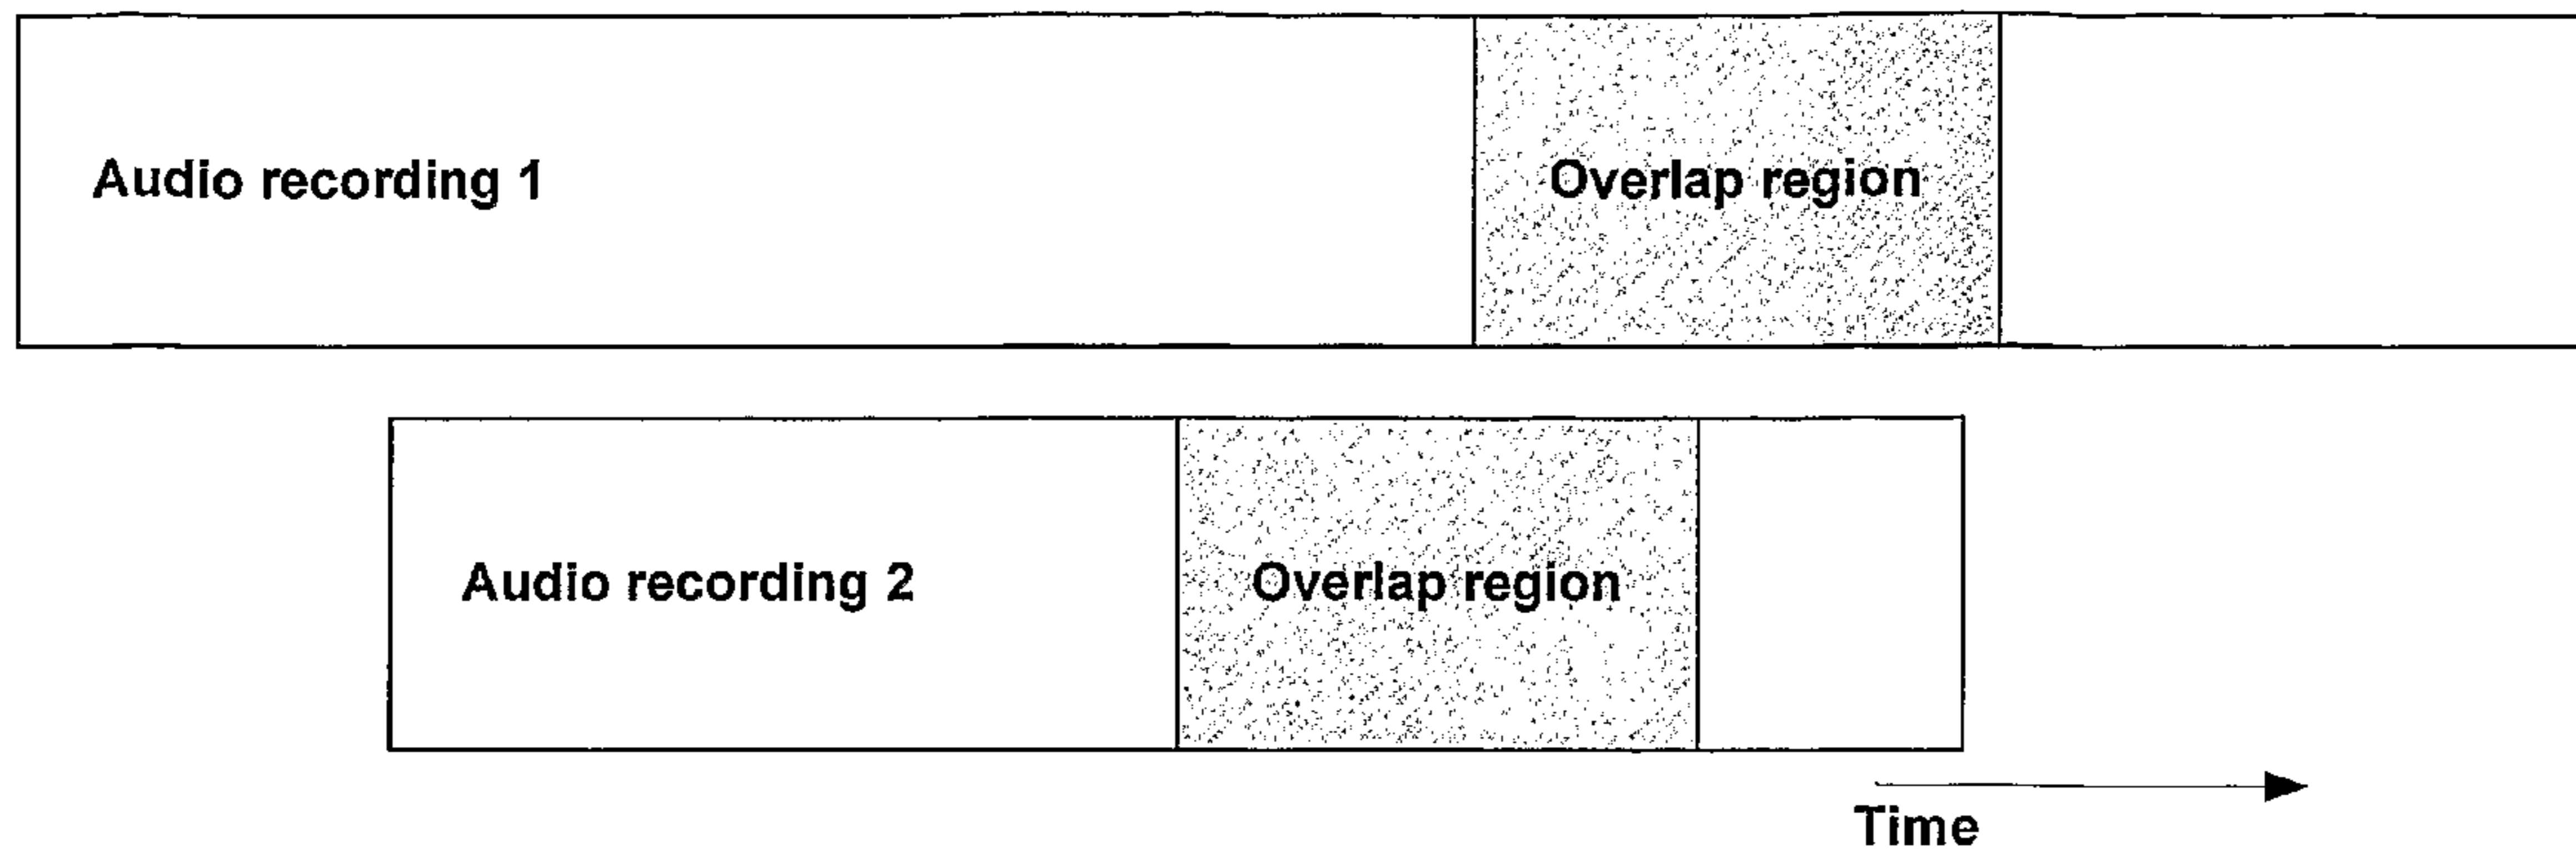 Audio recording 1
Overlap region
Audio recording 2
Overlap region
Time